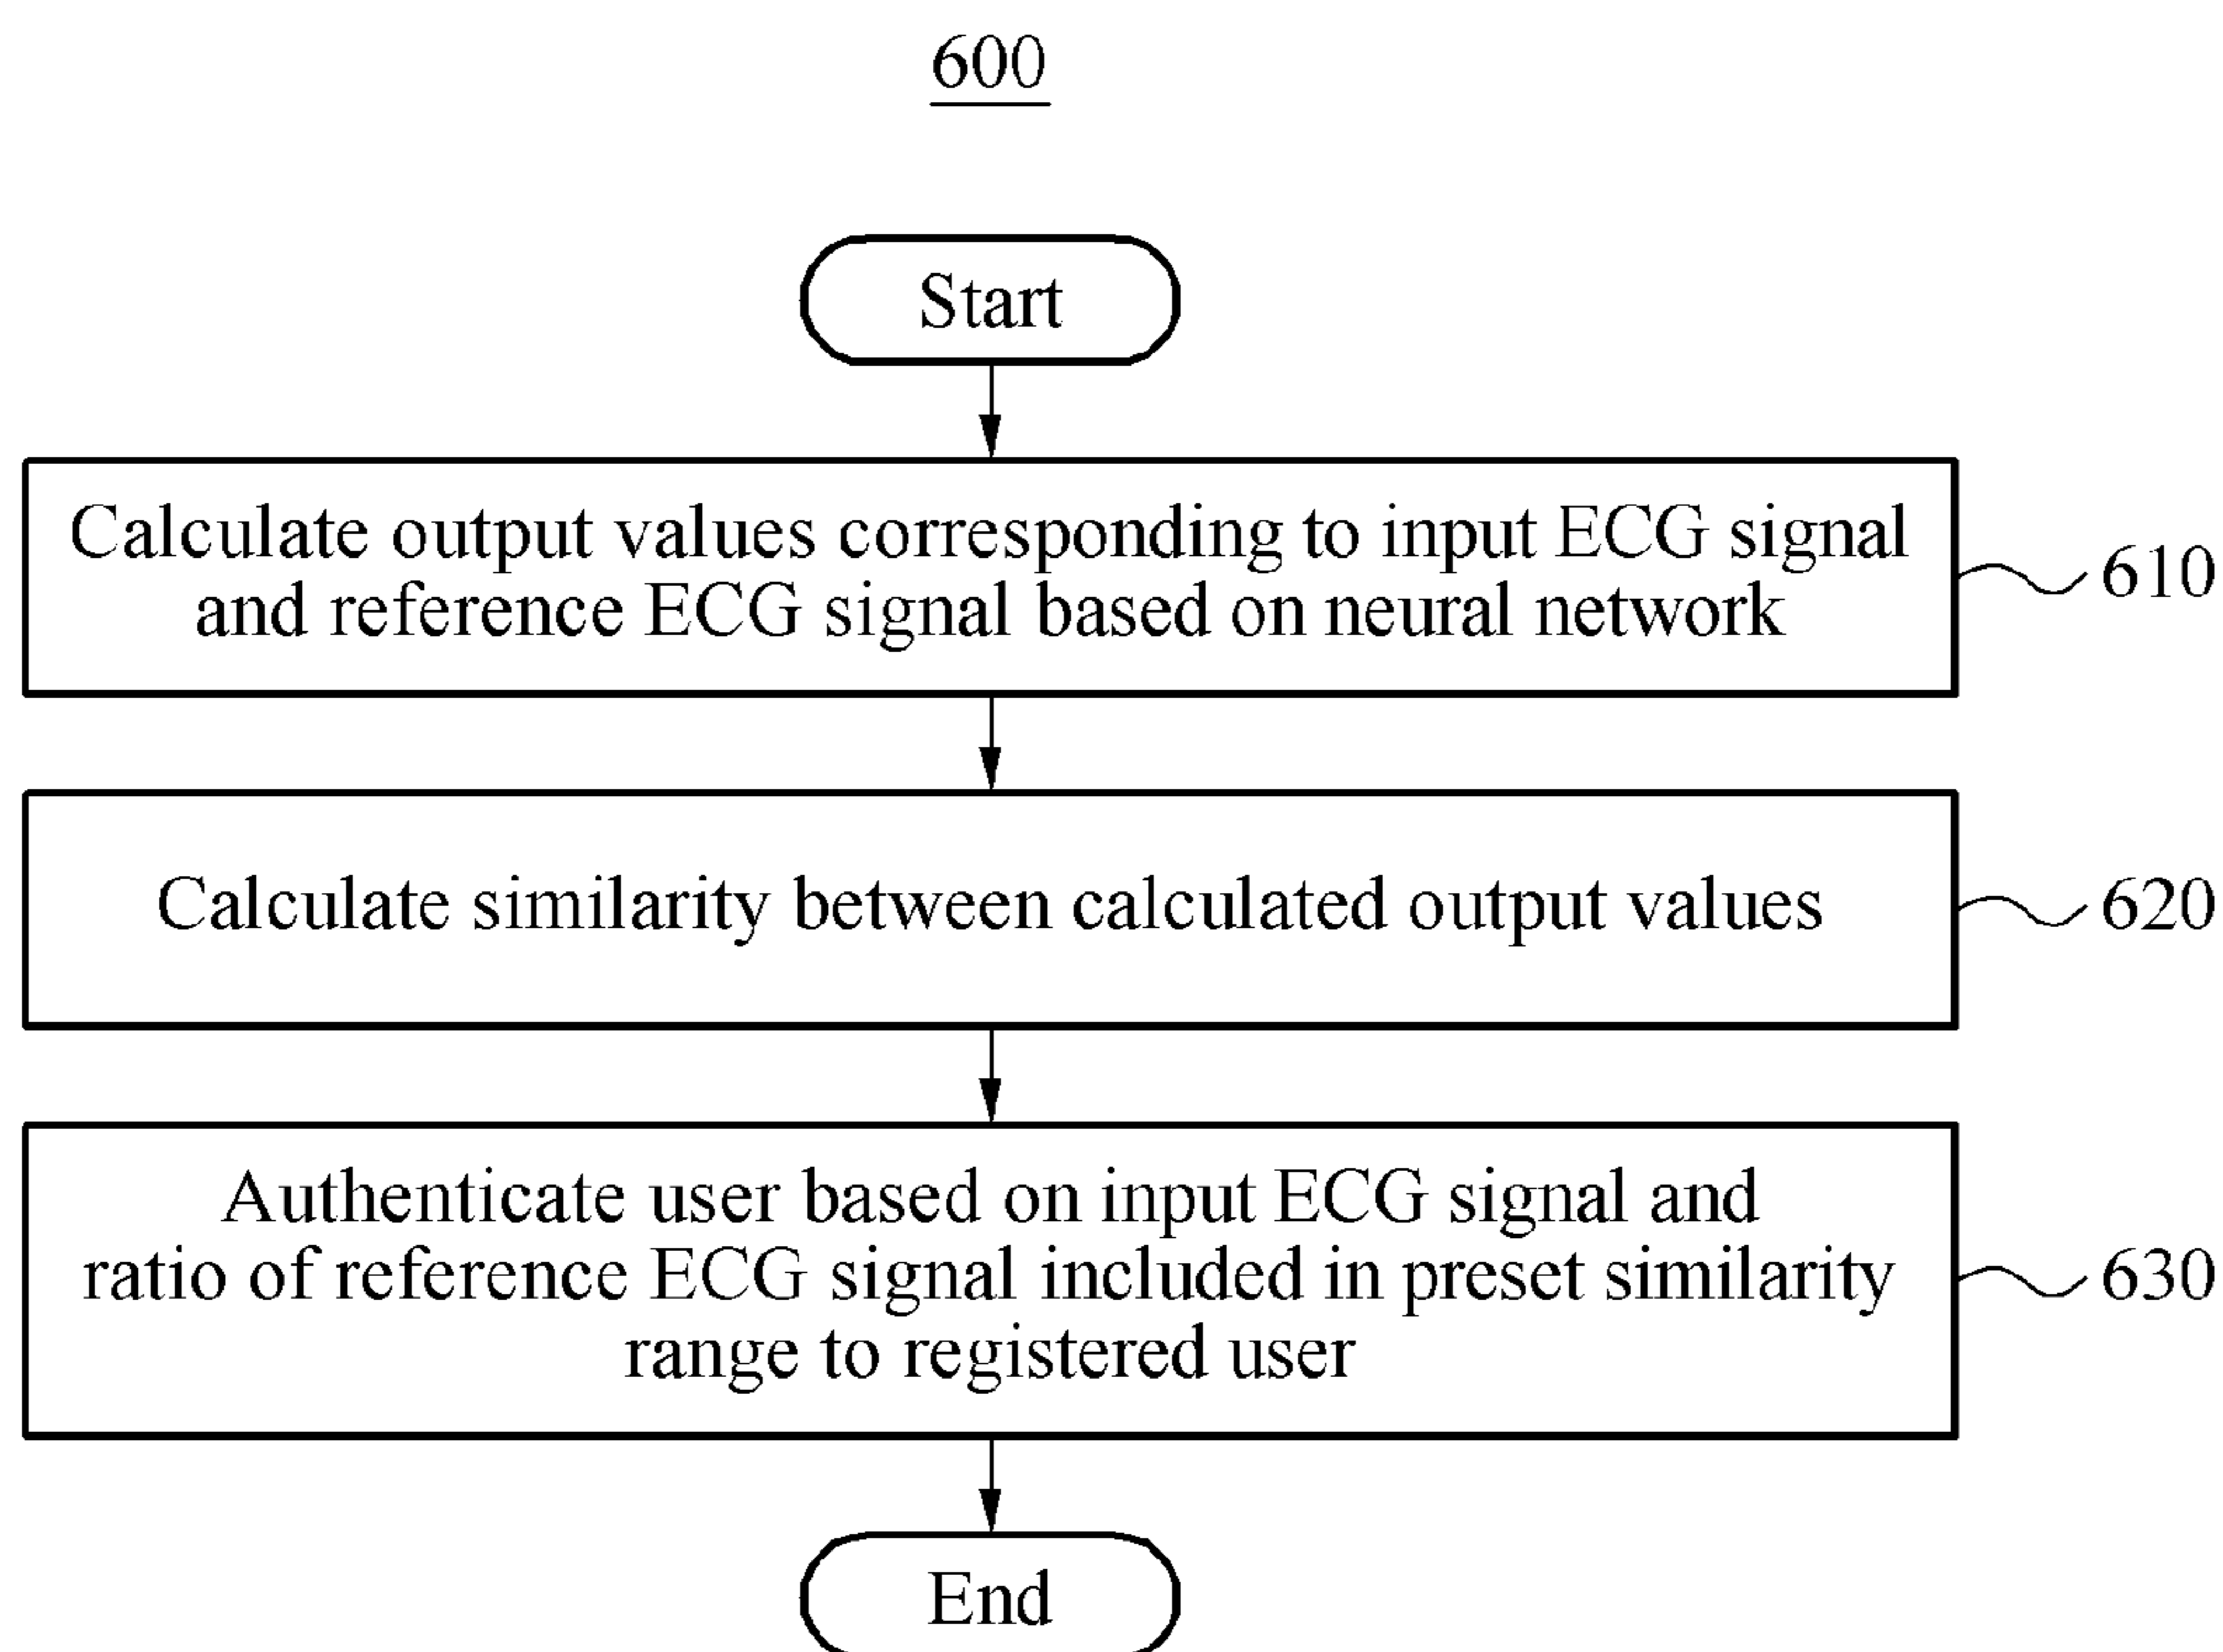 600
Start
Calculate output values corresponding to input ECG signal
and reference ECG signal based on neural network
610
Calculate similarity between calculated output values
620
Authenticate user based on input ECG signal and
ratio of reference ECG signal included in preset similarity
range to registered user
630
End